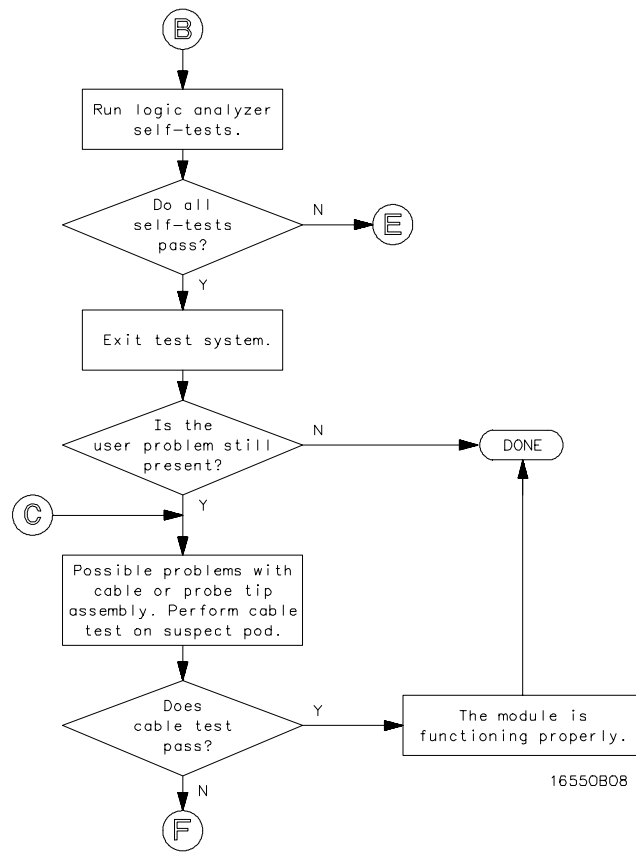 B
Run logic analyzer
self-tests.
Do all
self-tests
pass?
N
E
Y
Exit test system.
Is the
user problem still
present?
N
DONE
Y
C
Possible problems with
cable or probe tip
assembly. Perform cable
test on suspect pod.
Does
cable test
pass?
Y
The module is
functioning properly.
N
F
16550B08